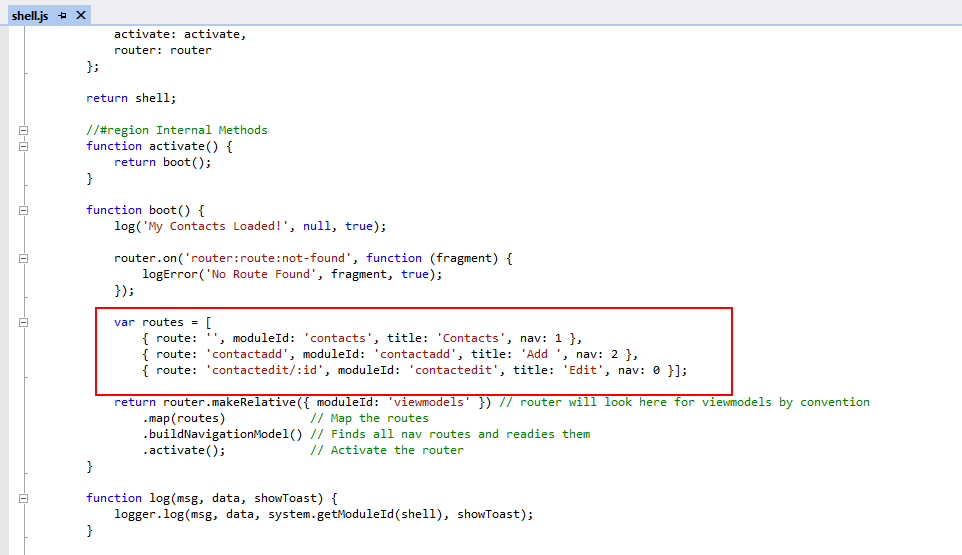 shell.js
activate: activate,
router: router
};
return shell;
//#region Internal Methods
function activate() {
return boot();
}
function boot() {
log('My Contacts Loaded!', null, true);
router.on('router:route:not-found', function (fragment) {
logError('No Route Found', fragment, true);
});
var routes = [
{ route: '', moduleId: 'contacts', title: 'Contacts', nav: 1 },
{ route: 'contactadd', moduleId: 'contactadd', title: 'Add ', nav: 2 },
{ route: 'contactedit/:id', moduleId: 'contactedit', title: 'Edit', nav: 0 }];
return router.makeRelative({ moduleId: 'viewmodels' }) // router will look here for viewmodels by convention
.map(routes) // Map the routes
.buildNavigationModel() // Finds all nav routes and readies them
.activate(); // Activate the router
}
function log(msg, data, showToast) {
logger.log(msg, data, system.getModuleId(shell), showToast);
}